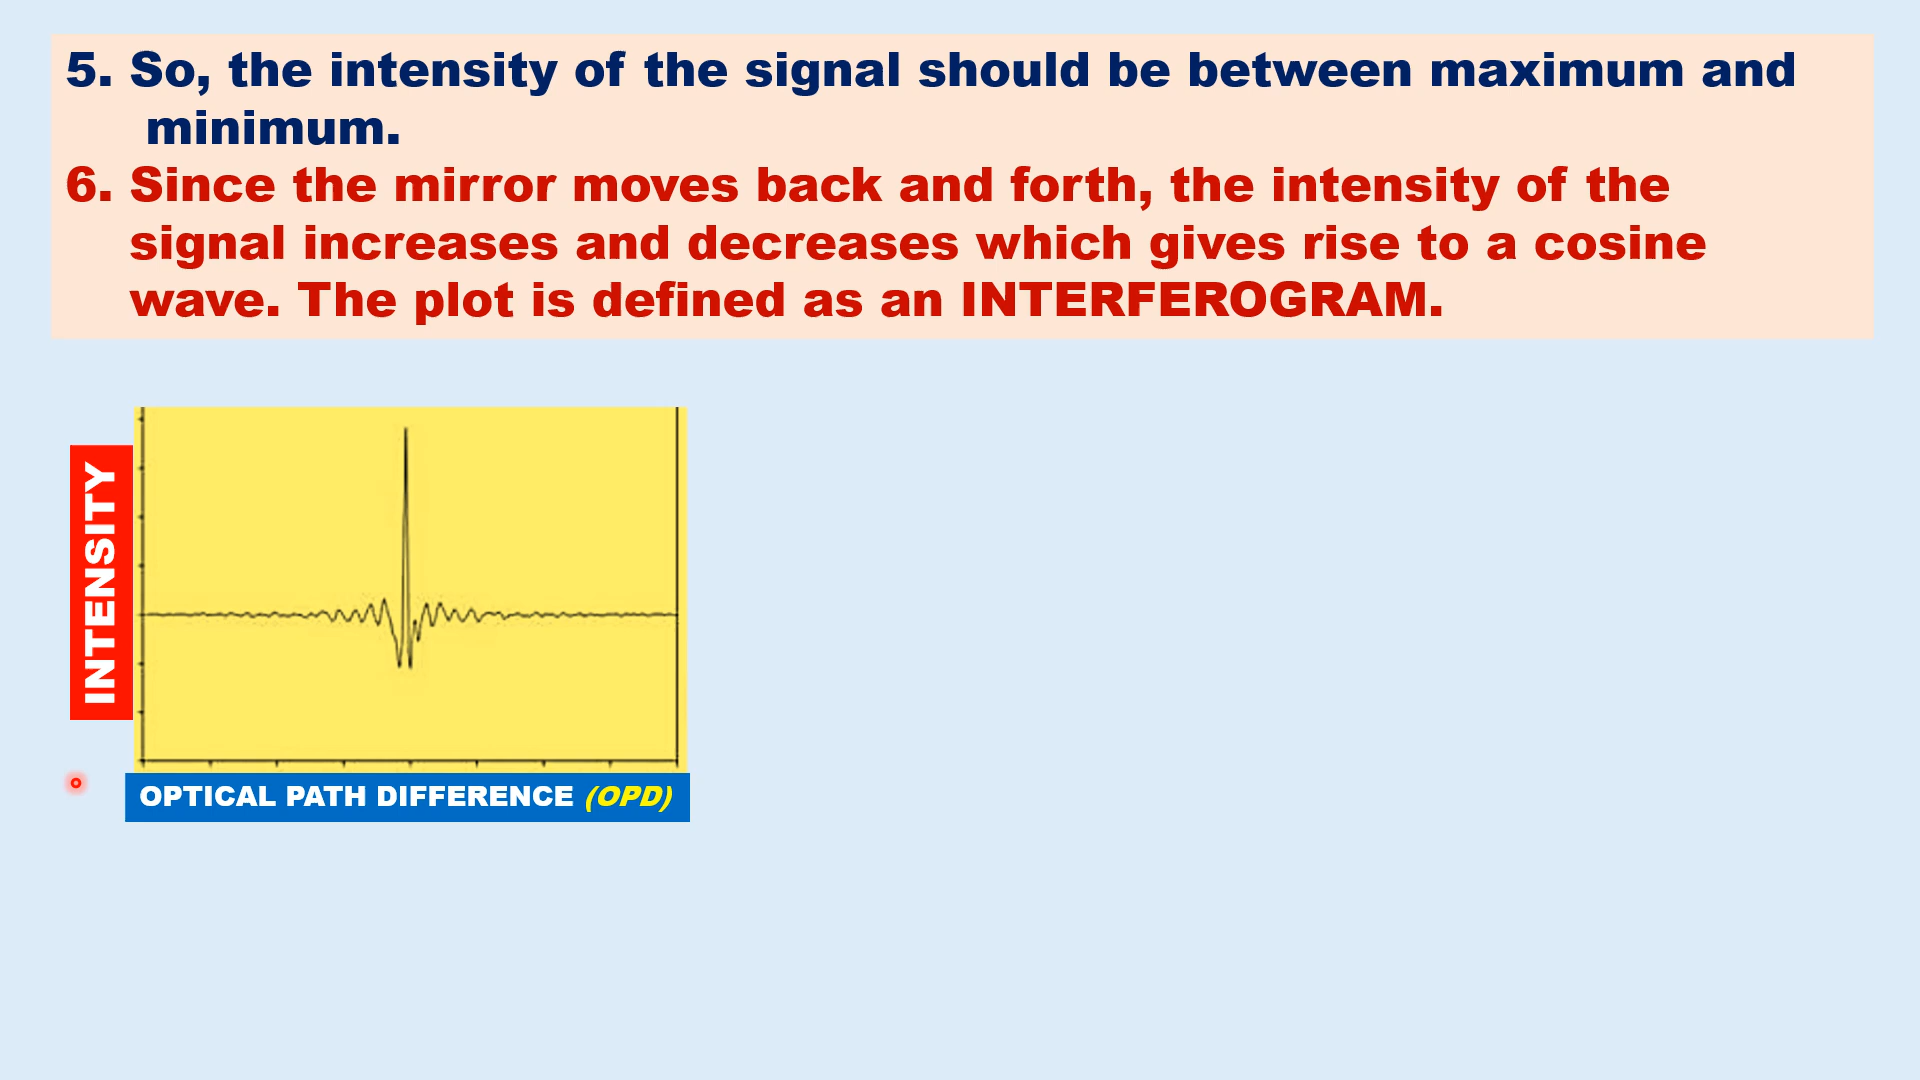 5. So, the intensity of the signal should be between maximum and
minimum.
6. Since the mirror moves back and forth, the intensity of the
signal increases and decreases which gives rise to a cosine
wave. The plot is defined as an INTERFEROGRAM.
INTENSITY
OPTICAL PATH DIFFERENCE (OPD)